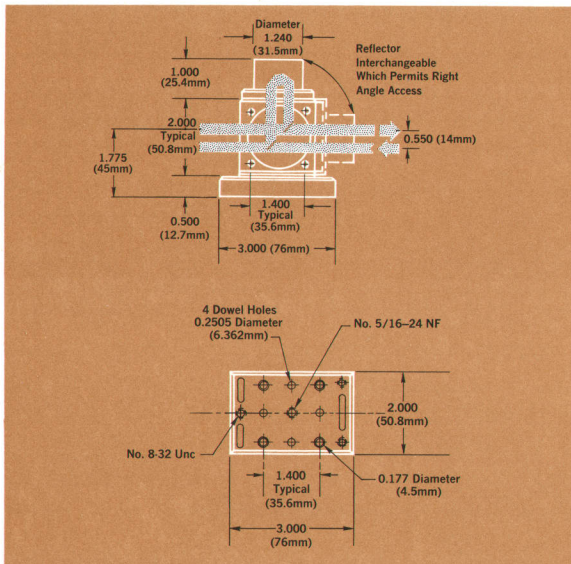 Diameter
1.240
(31.5mm)
Reflector
Interchangeable
Which Permits Right
Angle Access
1.000
(25.4mm)
2.000
Typical
(50.8mm)
0.550 (14mm)
1.775
(45mm)
0.500
(12.7mm)
1.400
Typical
(35.6mm)
3.000 (76mm)
4 Dowel Holes
0.2505 Diameter
(6.362mm)
No. 5/16–24 NF
2.000
(50.8mm)
No. 8-32 Unc
1.400
Typical
(35.6mm)
0.177 Diameter
(4.5mm)
3.000
(76mm)